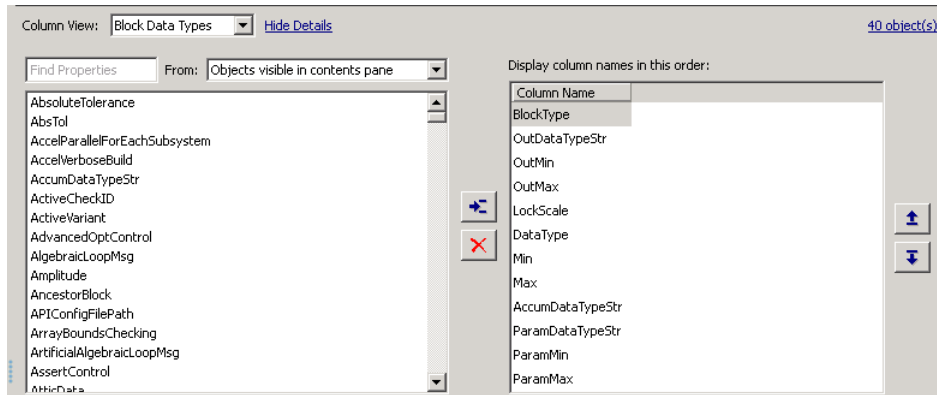 Column View: Block Data Types Hide Details 40 object(s)
Find Properties From: Objects visible in contents pane
AbsoluteTolerance
AbsTol
AccelParallelForEachSubsystem
AccelVerboseBuild
AccumDataTypeStr
ActiveCheckID
ActiveVariant
AdvancedOptControl
AlgebraicLoopMsg
Amplitude
AncestorBlock
APIConfigFilePath
ArrayBoundsChecking
ArtificialAlgebraicLoopMsg
AssertControl
AtticData
Display column names in this order:
Column Name
BlockType
OutDataTypeStr
OutMin
OutMax
LockScale
DataType
Min
Max
AccumDataTypeStr
ParamDataTypeStr
ParamMin
ParamMax